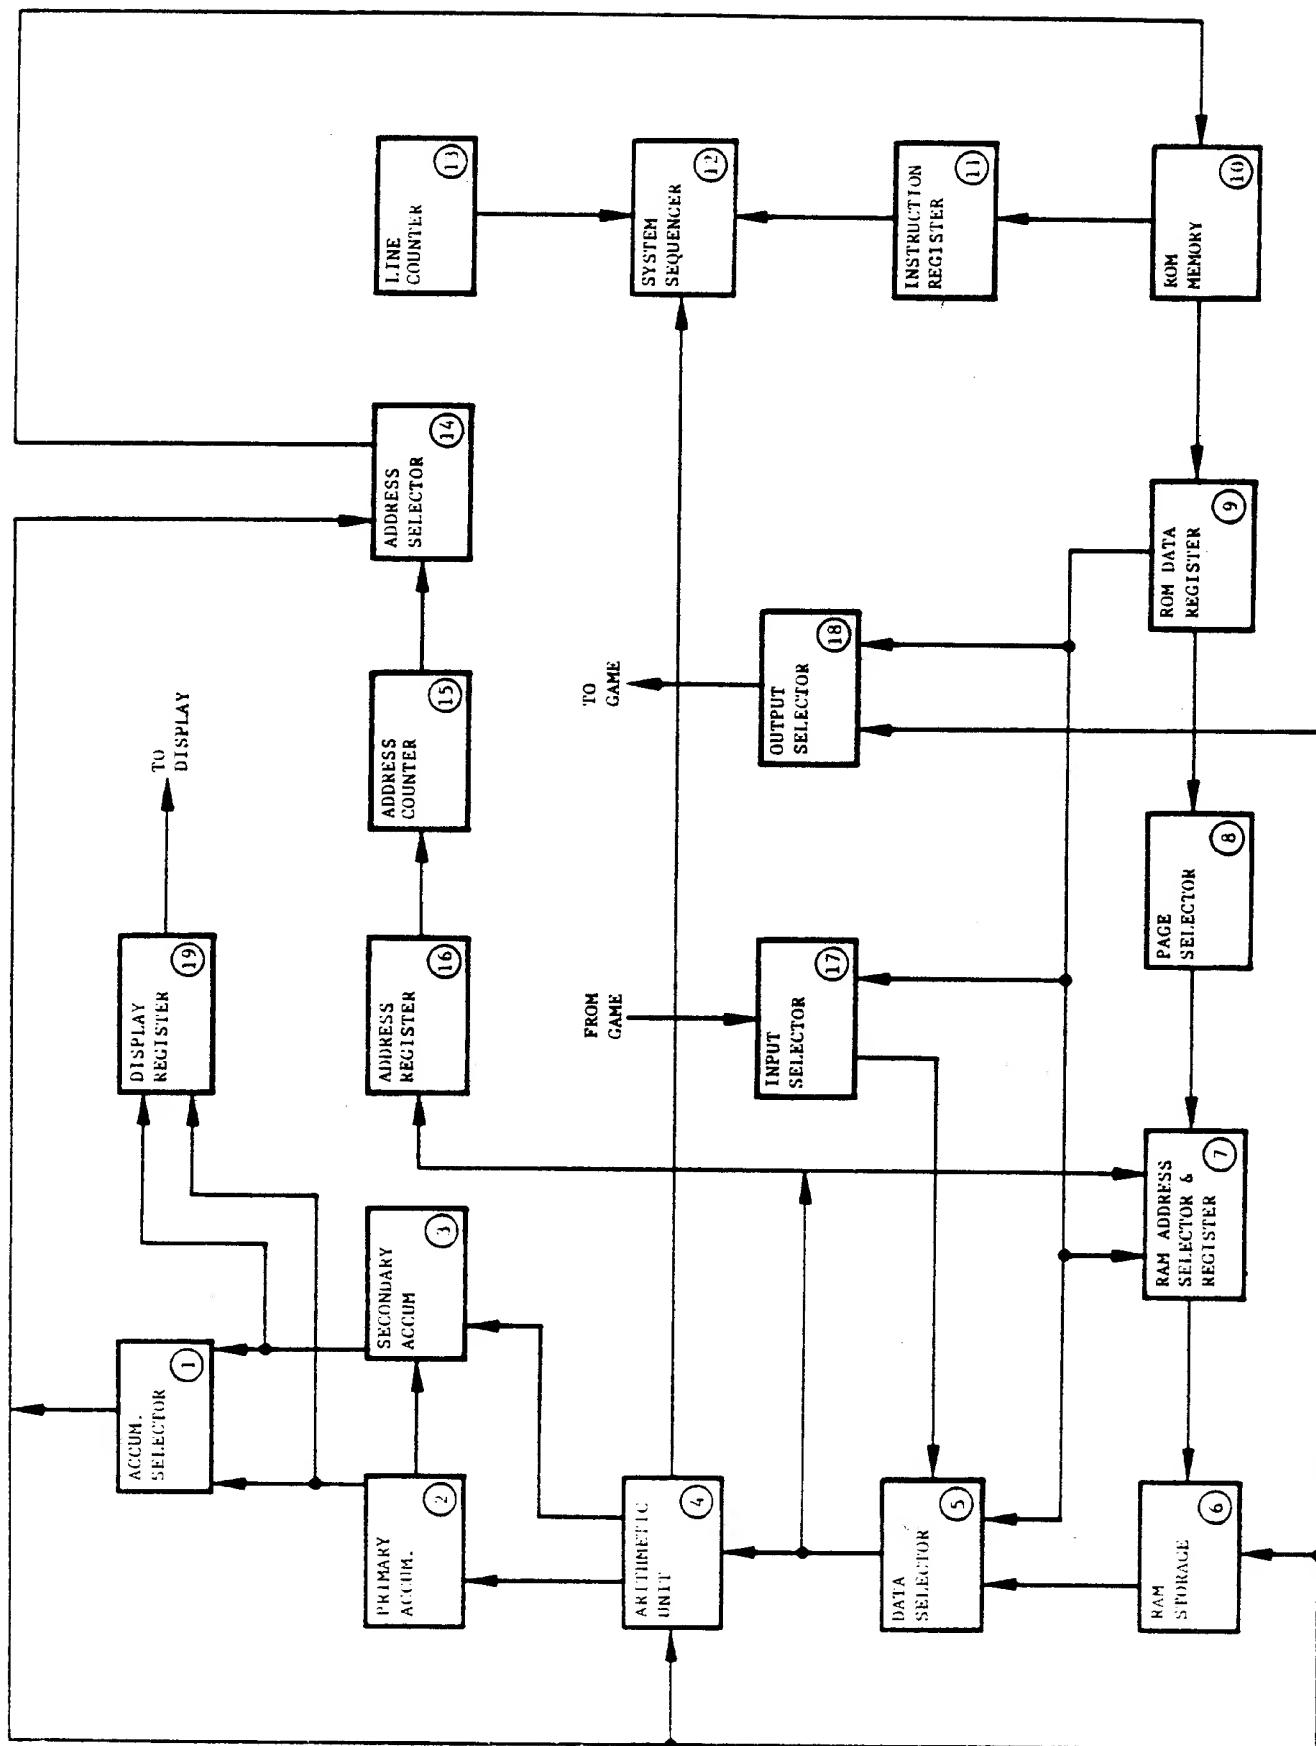 ACCUM.
SELECTOR
1
PRIMARY
ACCUM.
2
SECONDARY
ACCUM
3
ARITHMETIC
UNIT
4
DATA
SELECTOR
5
RAM
STORAGE
6
RAM ADDRESS
SELECTOR &
REGISTER
7
PAGE
SELECTOR
8
ROM DATA
REGISTER
9
ROM
MEMORY
10
INSTRUCTION
REGISTER
11
SYSTEM
SEQUENCER
12
LINE
COUNTER
13
ADDRESS
SELECTOR
14
ADDRESS
COUNTER
15
ADDRESS
REGISTER
16
FROM
GAME
INPUT
SELECTOR
17
TO
GAME
OUTPUT
SELECTOR
18
DISPLAY
REGISTER
19
TO
DISPLAY